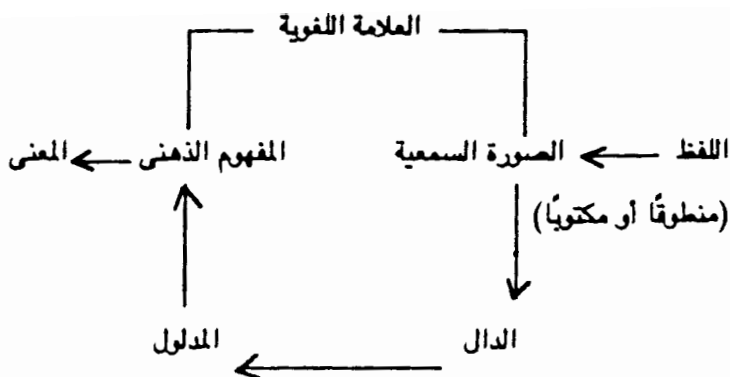 العلامة اللغوية
اللفظ الصورة السمعية المفهوم الذهنى المعنى
(منطوقًا أو مكتوبًا)
الدال المدلول